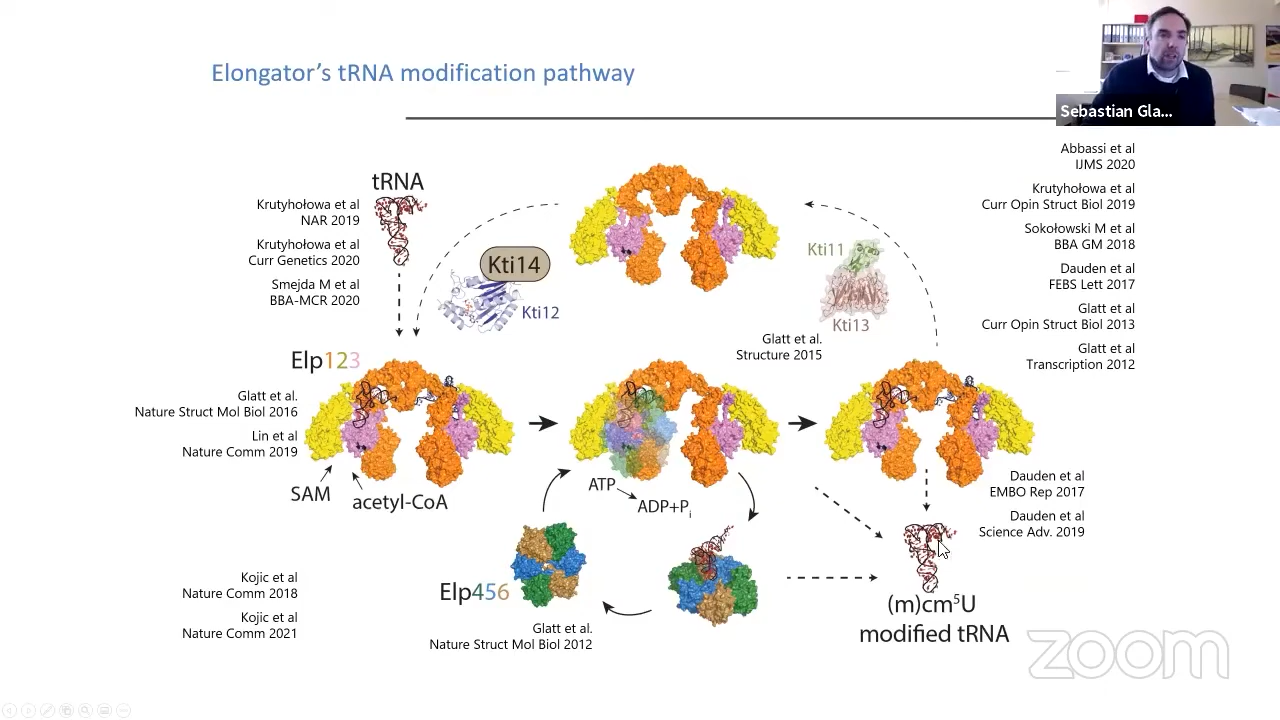 Elongator's tRNA modification pathway
Sebastian Gla...
Abbassi et al
IJMS 2020
Krutyhołowa et al
Curr Opin Struct Biol 2019
Sokołowski M et al
BBA GM 2018
Dauden et al
FEBS Lett 2017
Glatt et al
Curr Opin Struct Biol 2013
Glatt et al
Transcription 2012
tRNA
Krutyhołowa et al
NAR 2019
Krutyhołowa et al
Curr Genetics 2020
Smejda M et al
BBA-MCR 2020
Kti14
Kti12
Kti11
Kti13
Glatt et al.
Structure 2015
Elp123
Glatt et al.
Nature Struct Mol Biol 2016
Lin et al
Nature Comm 2019
SAM
acetyl-CoA
ATP
ADP+Pi
Dauden et al
EMBO Rep 2017
Dauden et al
Science Adv. 2019
Kojic et al
Nature Comm 2018
Kojic et al
Nature Comm 2021
Elp456
Glatt et al.
Nature Struct Mol Biol 2012
(m)cm⁵U
modified tRNA
zoom